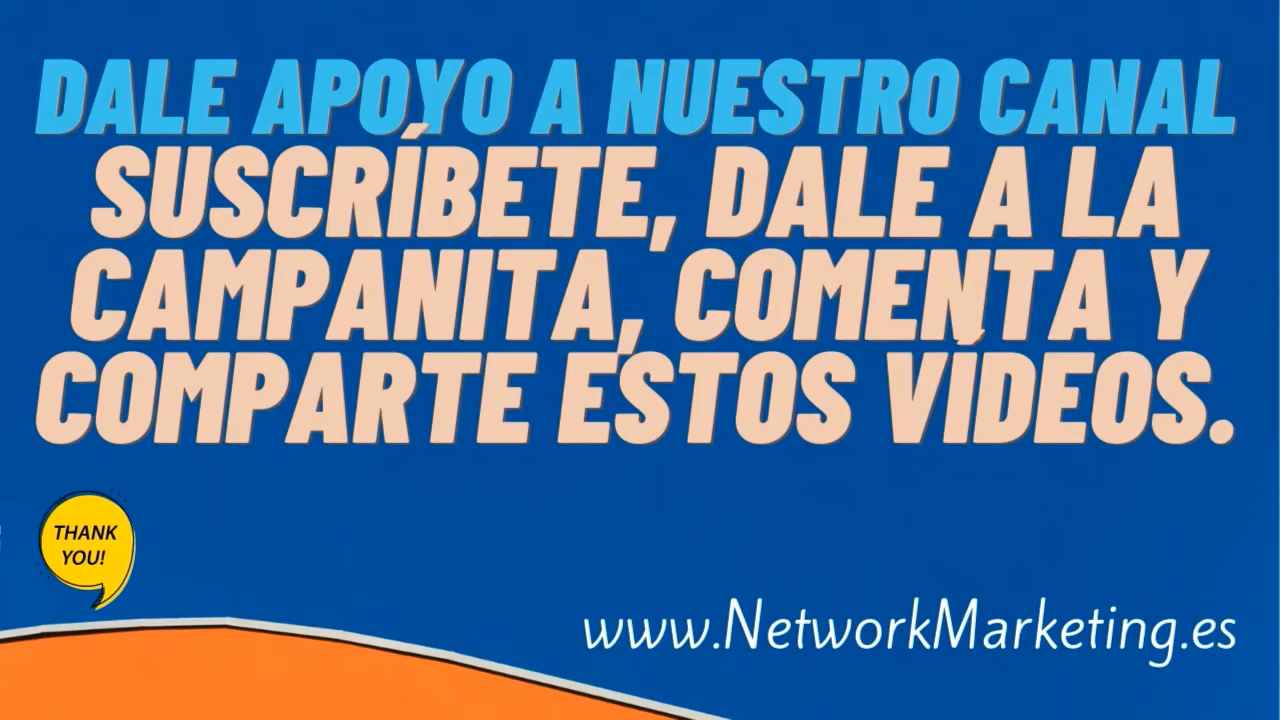 DALE APOYO A NUESTRO CANAL
SUSCRÍBETE, DALE A LA
CAMPANITA, COMENTA Y
COMPARTE ESTOS VÍDEOS.
THANK
YOU!
www.NetworkMarketing.es